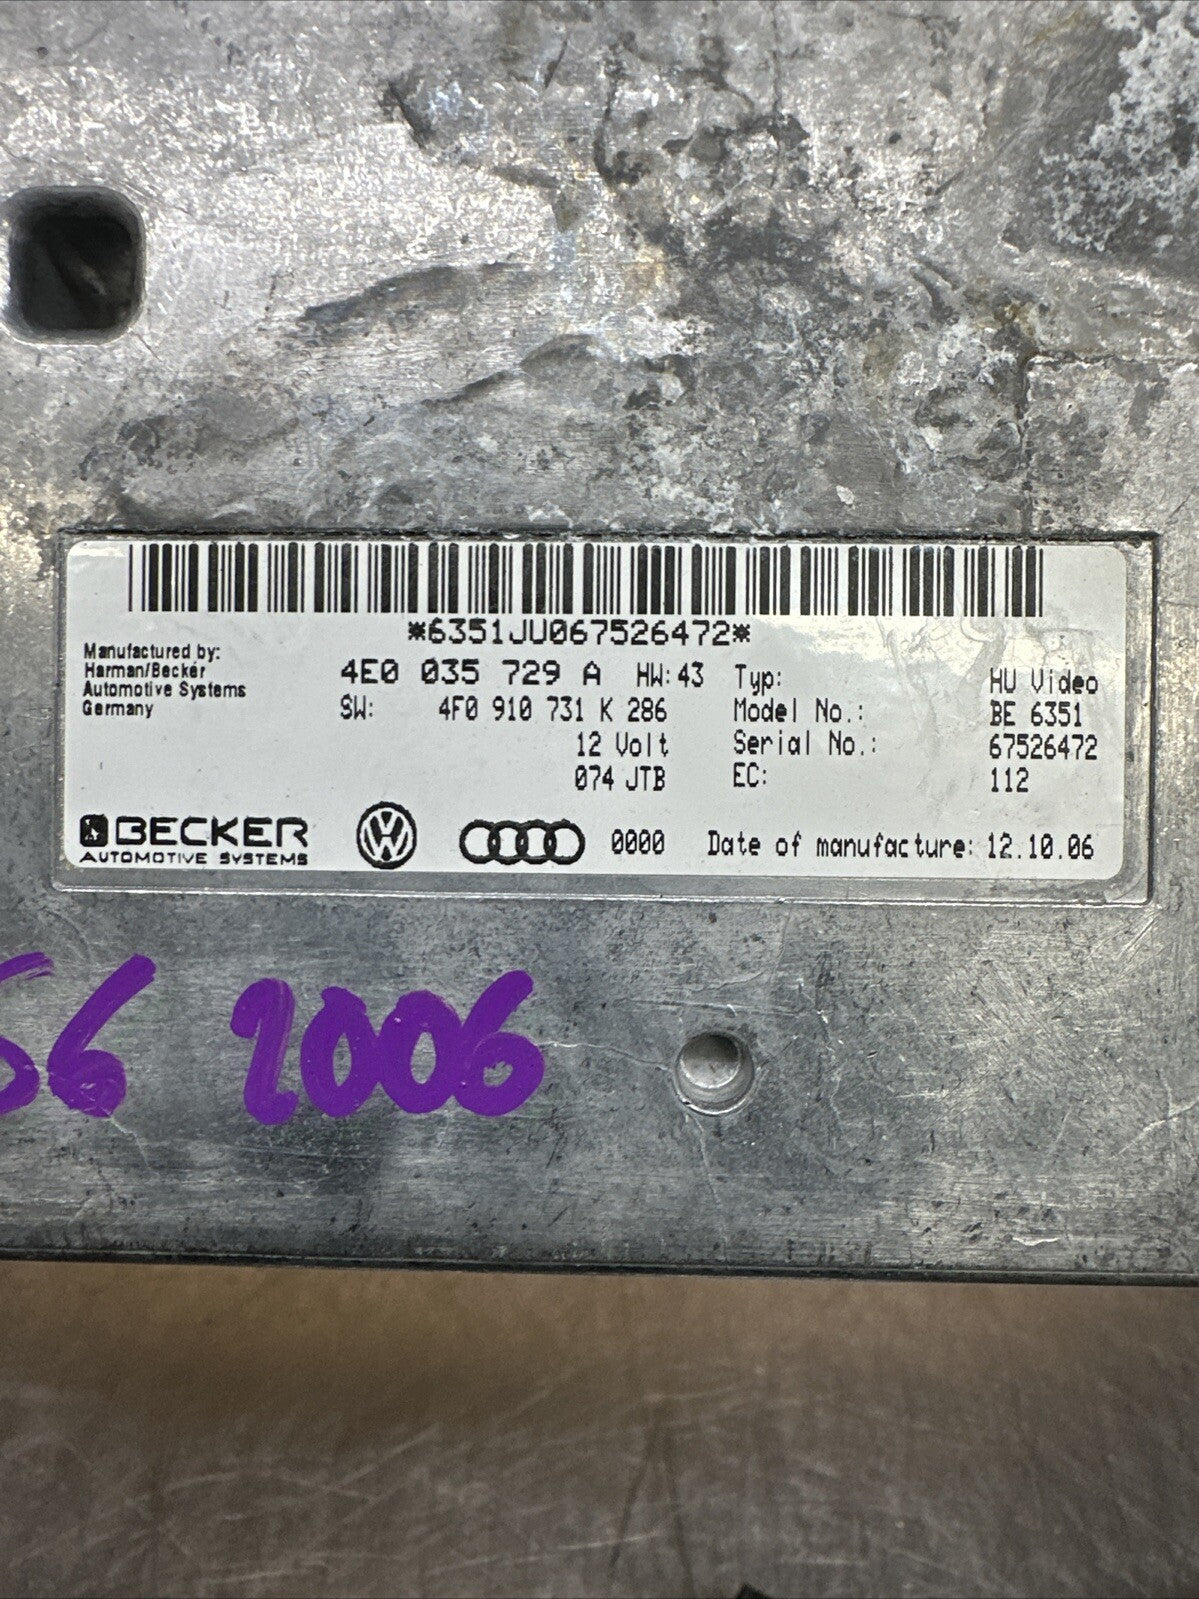 *6351JU067526472*
Manufactured by:
Harman/Becker
Automotive Systems
Germany
4E0 035 729 A HW:43
SW: 4F0 910 731 K 286
12 Volt
074 JTB
Typ: HU Video
Model No.: BE 6351
Serial No.: 67526472
EC: 112
BECKER
AUTOMOTIVE SYSTEMS
0000
Date of manufacture: 12.10.06
S6 2006